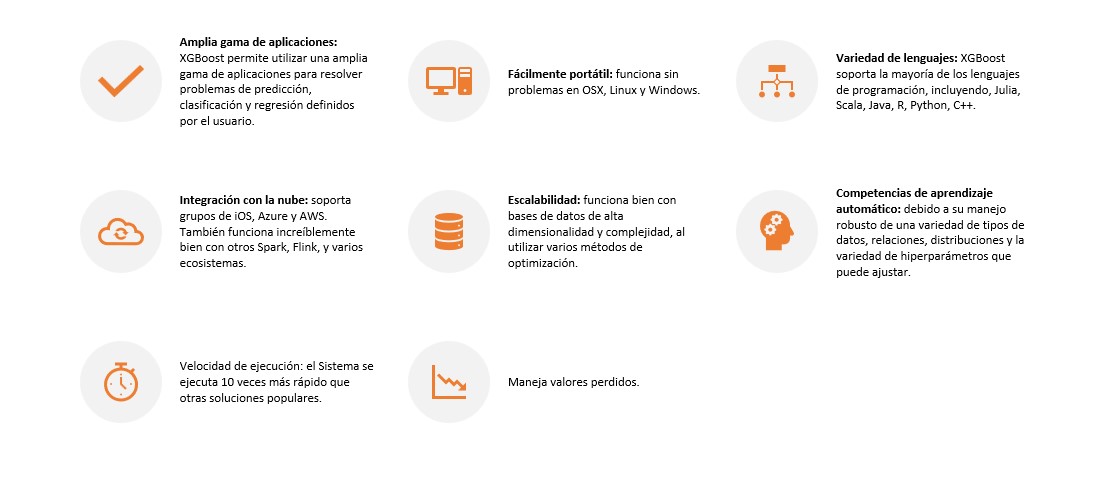 Amplia gama de aplicaciones:
XGBoost permite utilizar una amplia
gama de aplicaciones para resolver
problemas de predicción,
clasificación y regresión definidos
por el usuario.
Fácilmente portátil: funciona sin
problemas en OSX, Linux y Windows.
Variedad de lenguajes: XGBoost
soporta la mayoría de los lenguajes
de programación, incluyendo, Julia,
Scala, Java, R, Python, C++.
Integración con la nube: soporta
grupos de iOS, Azure y AWS.
También funciona increíblemente
bien con otros Spark, Flink, y varios
ecosistemas.
Escalabilidad: funciona bien con
bases de datos de alta
dimensionalidad y complejidad, al
utilizar varios métodos de
optimización.
Competencias de aprendizaje
automático: debido a su manejo
robusto de una variedad de tipos de
datos, relaciones, distribuciones y la
variedad de hiperparámetros que
puede ajustar.
Velocidad de ejecución: el Sistema se
ejecuta 10 veces más rápido que
otras soluciones populares.
Maneja valores perdidos.